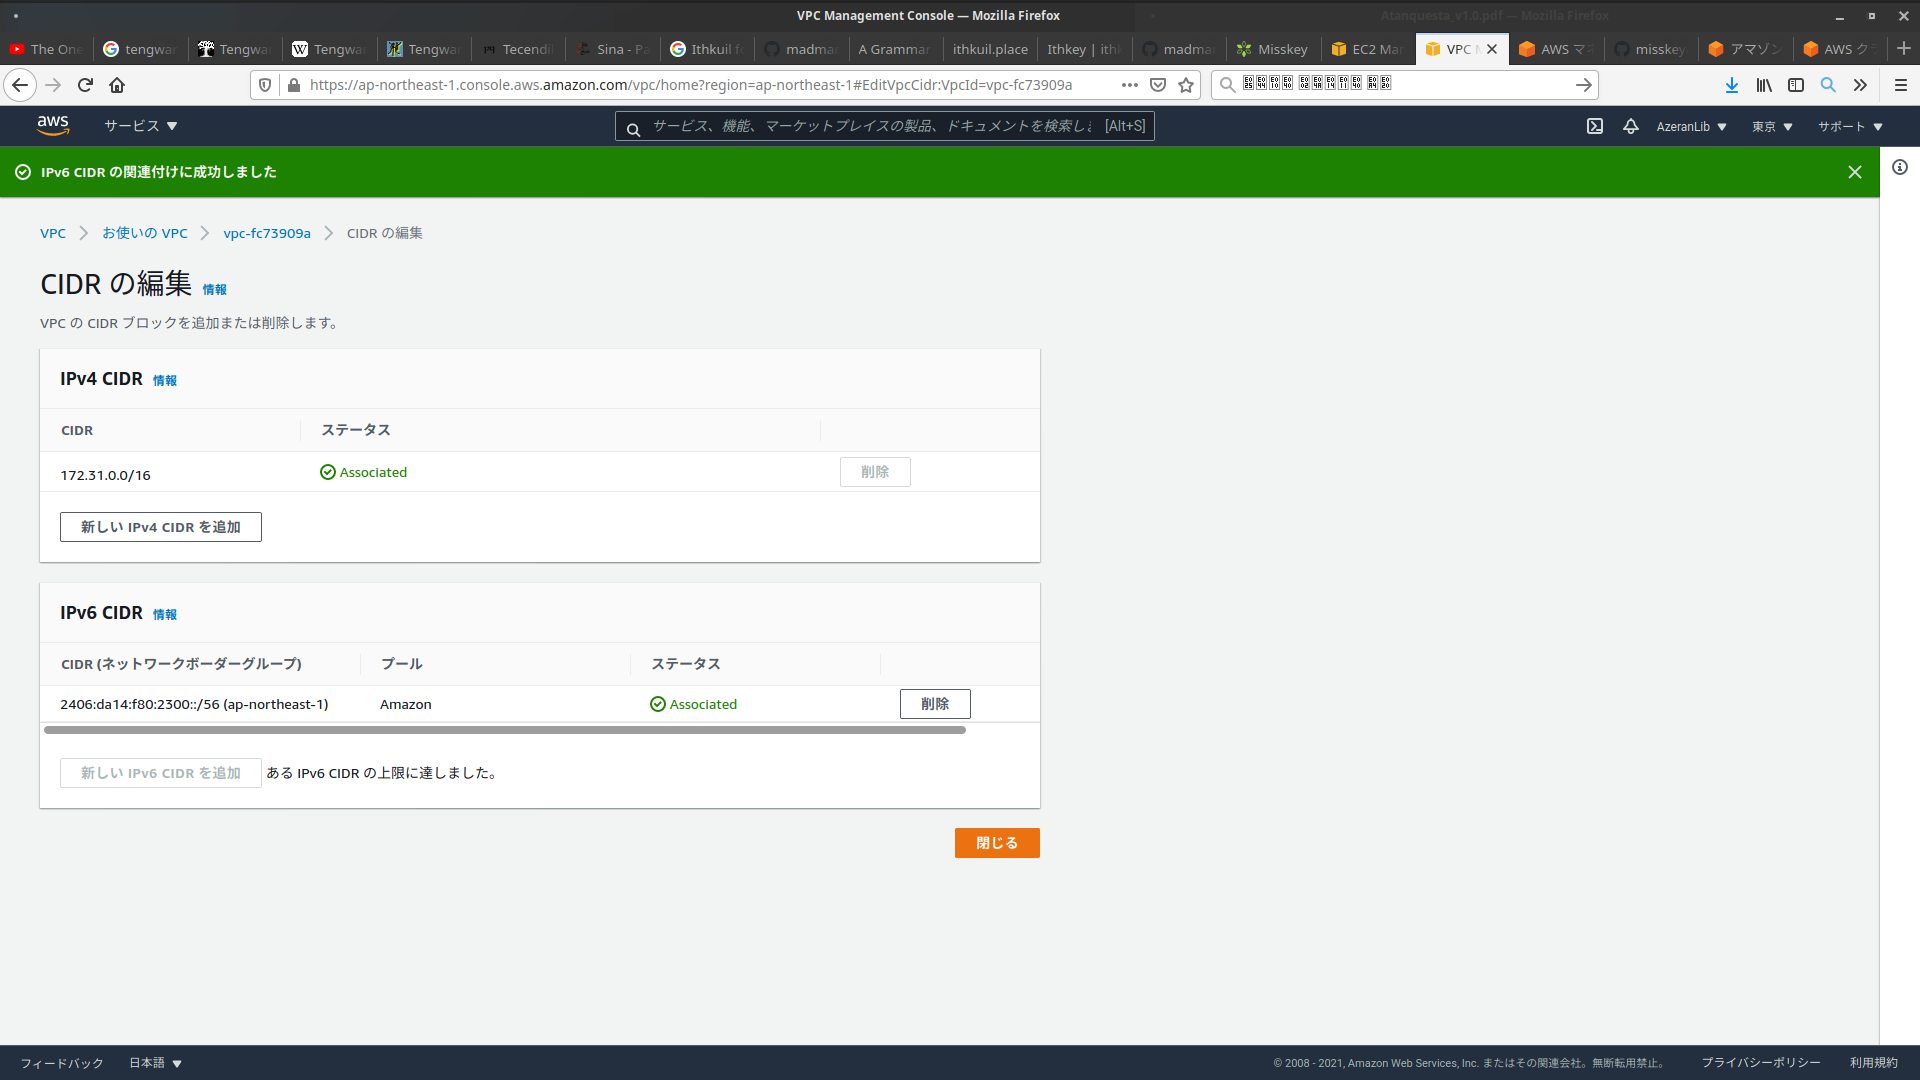 VPC Management Console — Mozilla Firefox
Atanquesta_v1.0.pdf — Mozilla Firefox
The One
tengwar
Tengwa
Tengwar
Tengwar
Tecendil
Sina - Pa
Ithkuil f
madma
A Grammar
ithkuil.place
Ithkey | ithk
madma
Misskey
EC2 Man
VPC M
AWS マネ
misskey
アマゾン
AWS ク
https://ap-northeast-1.console.aws.amazon.com/vpc/home?region=ap-northeast-1#EditVpcCidr:VpcId=vpc-fc73909a
aws
サービス
サービス、機能、マーケットプレイスの製品、ドキュメントを検索しま
[Alt+S]
AzeranLib
東京
サポート
IPv6 CIDR の関連付けに成功しました
VPC
お使いの VPC
vpc-fc73909a
CIDR の編集
CIDR の編集 情報
VPC の CIDR ブロックを追加または削除します。
IPv4 CIDR 情報
CIDR
ステータス
172.31.0.0/16
Associated
削除
新しい IPv4 CIDR を追加
IPv6 CIDR 情報
CIDR (ネットワークボーダーグループ)
プール
ステータス
2406:da14:f80:2300::/56 (ap-northeast-1)
Amazon
Associated
削除
新しい IPv6 CIDR を追加
ある IPv6 CIDR の上限に達しました。
閉じる
フィードバック
日本語
© 2008 - 2021, Amazon Web Services, Inc. またはその関連会社。無断転用禁止。
プライバシーポリシー
利用規約